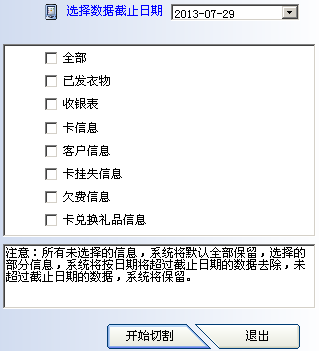 选择数据截止日期 2013-07-29
全部
已发衣物
收银表
卡信息
客户信息
卡挂失信息
欠费信息
卡兑换礼品信息
注意：所有未选择的信息，系统将默认全部保留，选择的
部分信息，系统将按日期将超过截止日期的数据去除，未
超过截止日期的数据，系统将保留。
开始切割 退出